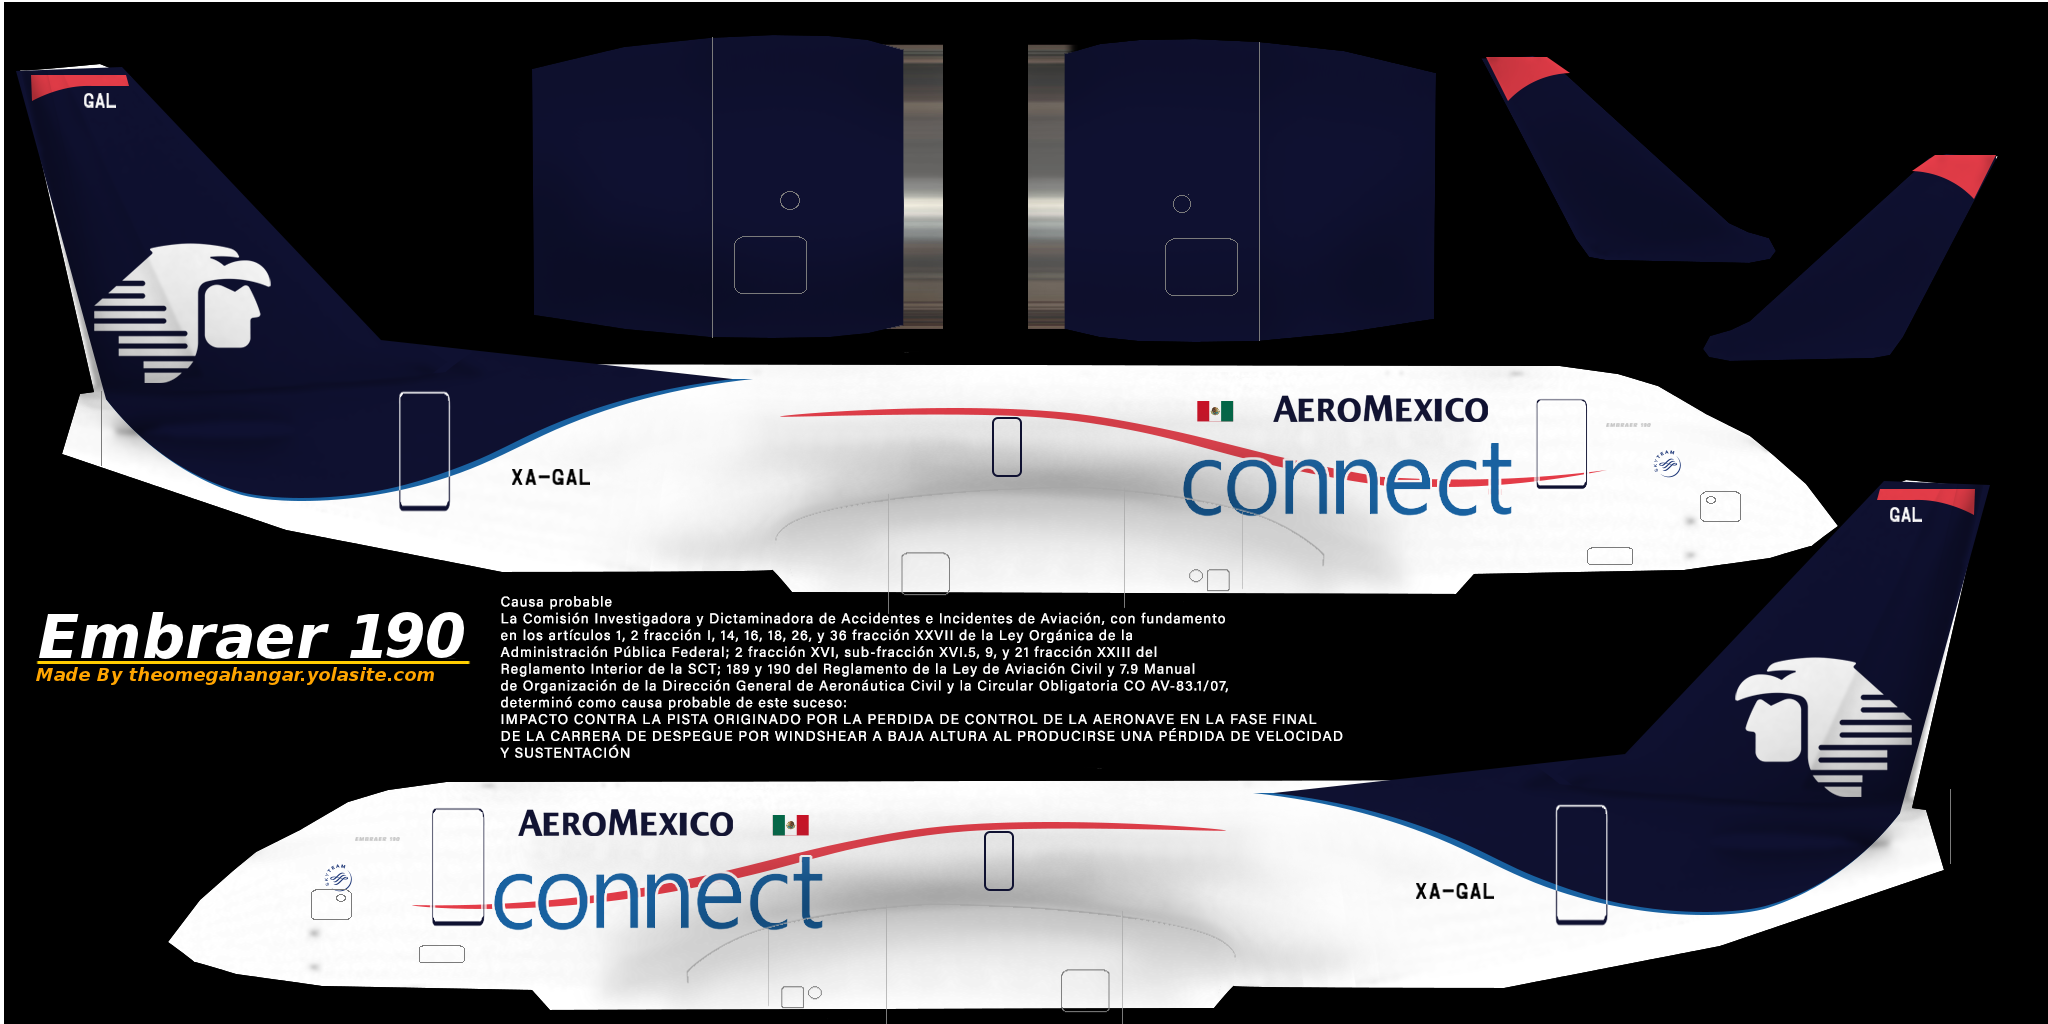 GAL
AEROMEXICO
EMBRAER 190
connect
SKYTEAM
XA-GAL
GAL
Embraer 190
Made By theomegahangar.yolasite.com
Causa probable
La Comisión Investigadora y Dictaminadora de Accidentes e Incidentes de Aviación, con fundamento
en los artículos 1, 2 fracción I, 14, 16, 18, 26, y 36 fracción XXVII de la Ley Orgánica de la
Administración Pública Federal; 2 fracción XVI, sub-fracción XVI.5, 9, y 21 fracción XXIII del
Reglamento Interior de la SCT; 189 y 190 del Reglamento de la Ley de Aviación Civil y 7.9 Manual
de Organización de la Dirección General de Aeronáutica Civil y la Circular Obligatoria CO AV-83.1/07,
determinó como causa probable de este suceso:
IMPACTO CONTRA LA PISTA ORIGINADO POR LA PERDIDA DE CONTROL DE LA AERONAVE EN LA FASE FINAL
DE LA CARRERA DE DESPEGUE POR WINDSHEAR A BAJA ALTURA AL PRODUCIRSE UNA PÉRDIDA DE VELOCIDAD
Y SUSTENTACIÓN
AEROMEXICO
EMBRAER 190
SKYTEAM
connect
XA-GAL